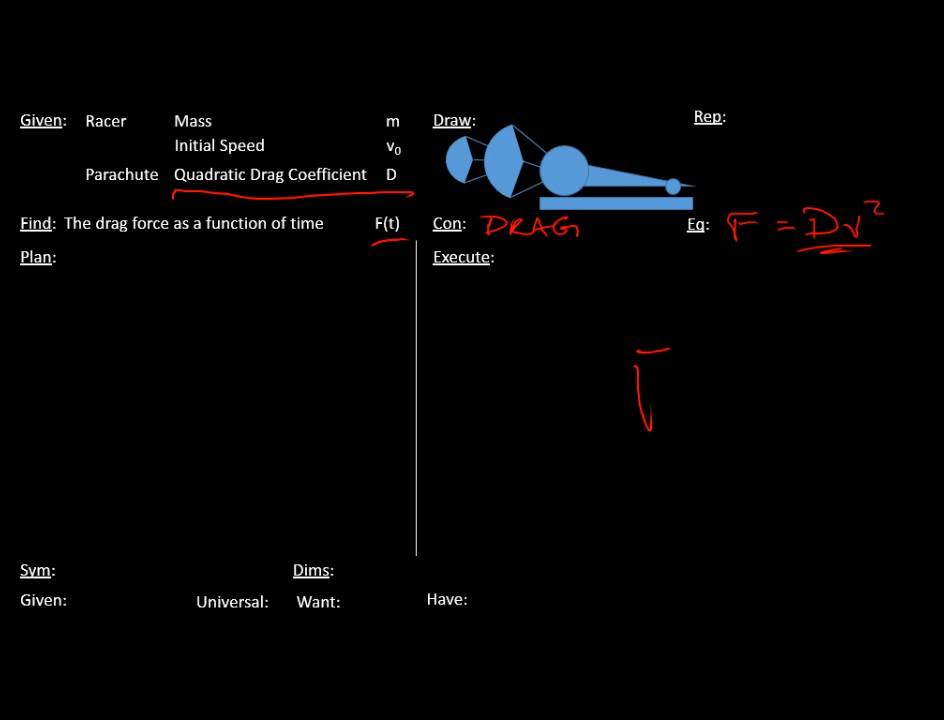 Given: Racer Mass m
Initial Speed v₀
Parachute Quadratic Drag Coefficient D
Find: The drag force as a function of time F(t)
Plan:
Draw:
Rep:
Con: DRAG
Eq: F = Dv²
Execute:
Sym:
Dims:
Given:
Universal:
Want:
Have: